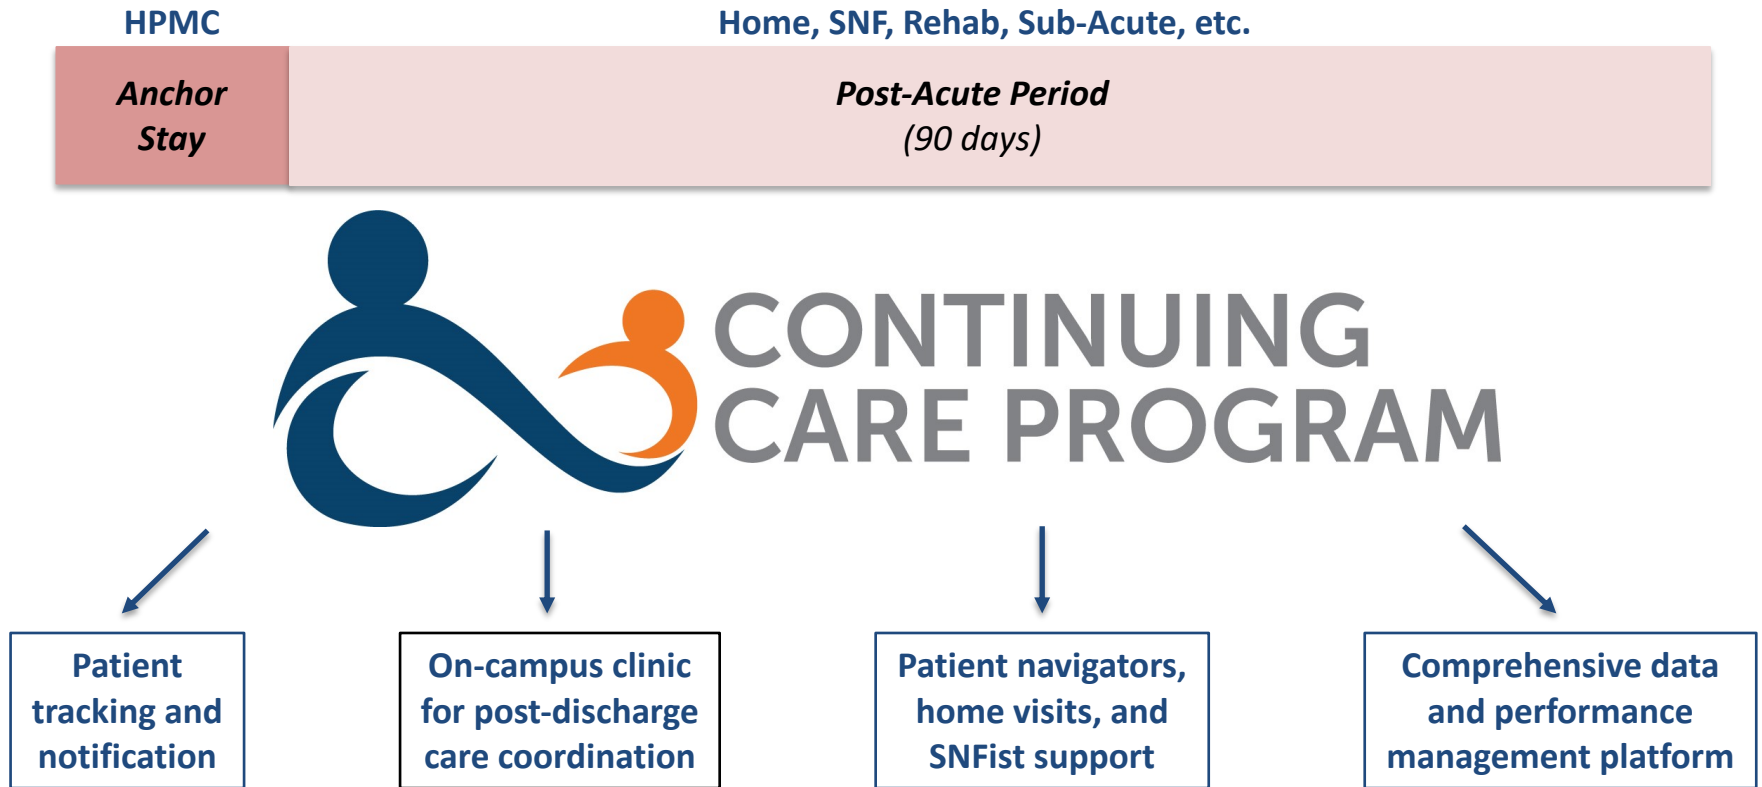 HPMC
Home, SNF, Rehab, Sub-Acute, etc.
Anchor
Stay
Post-Acute Period
(90 days)
CONTINUING
CARE PROGRAM
Patient
tracking and
notification
On-campus clinic
for post-discharge
care coordination
Patient navigators,
home visits, and
SNFist support
Comprehensive data
and performance
management platform